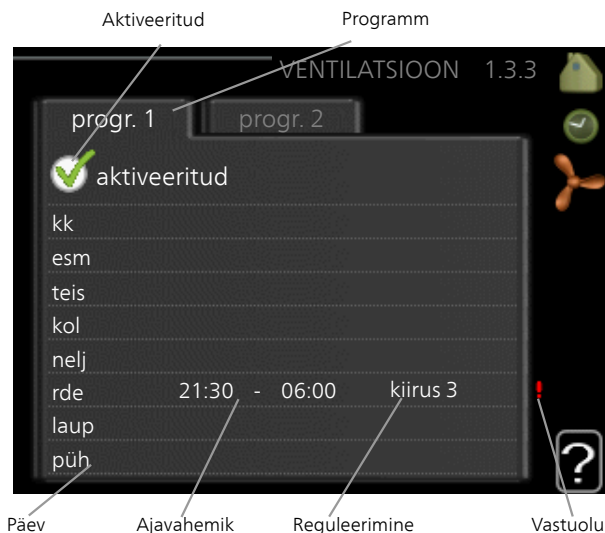 Aktiveeritud Programm
VENTILATSIOON 1.3.3
progr. 1 progr. 2
aktiveeritud
kk
esm
teis
kol
nelj
rde 21:30 - 06:00 kiirus 3 !
laup
püh
?
Päev Ajavahemik Reguleerimine Vastuolu